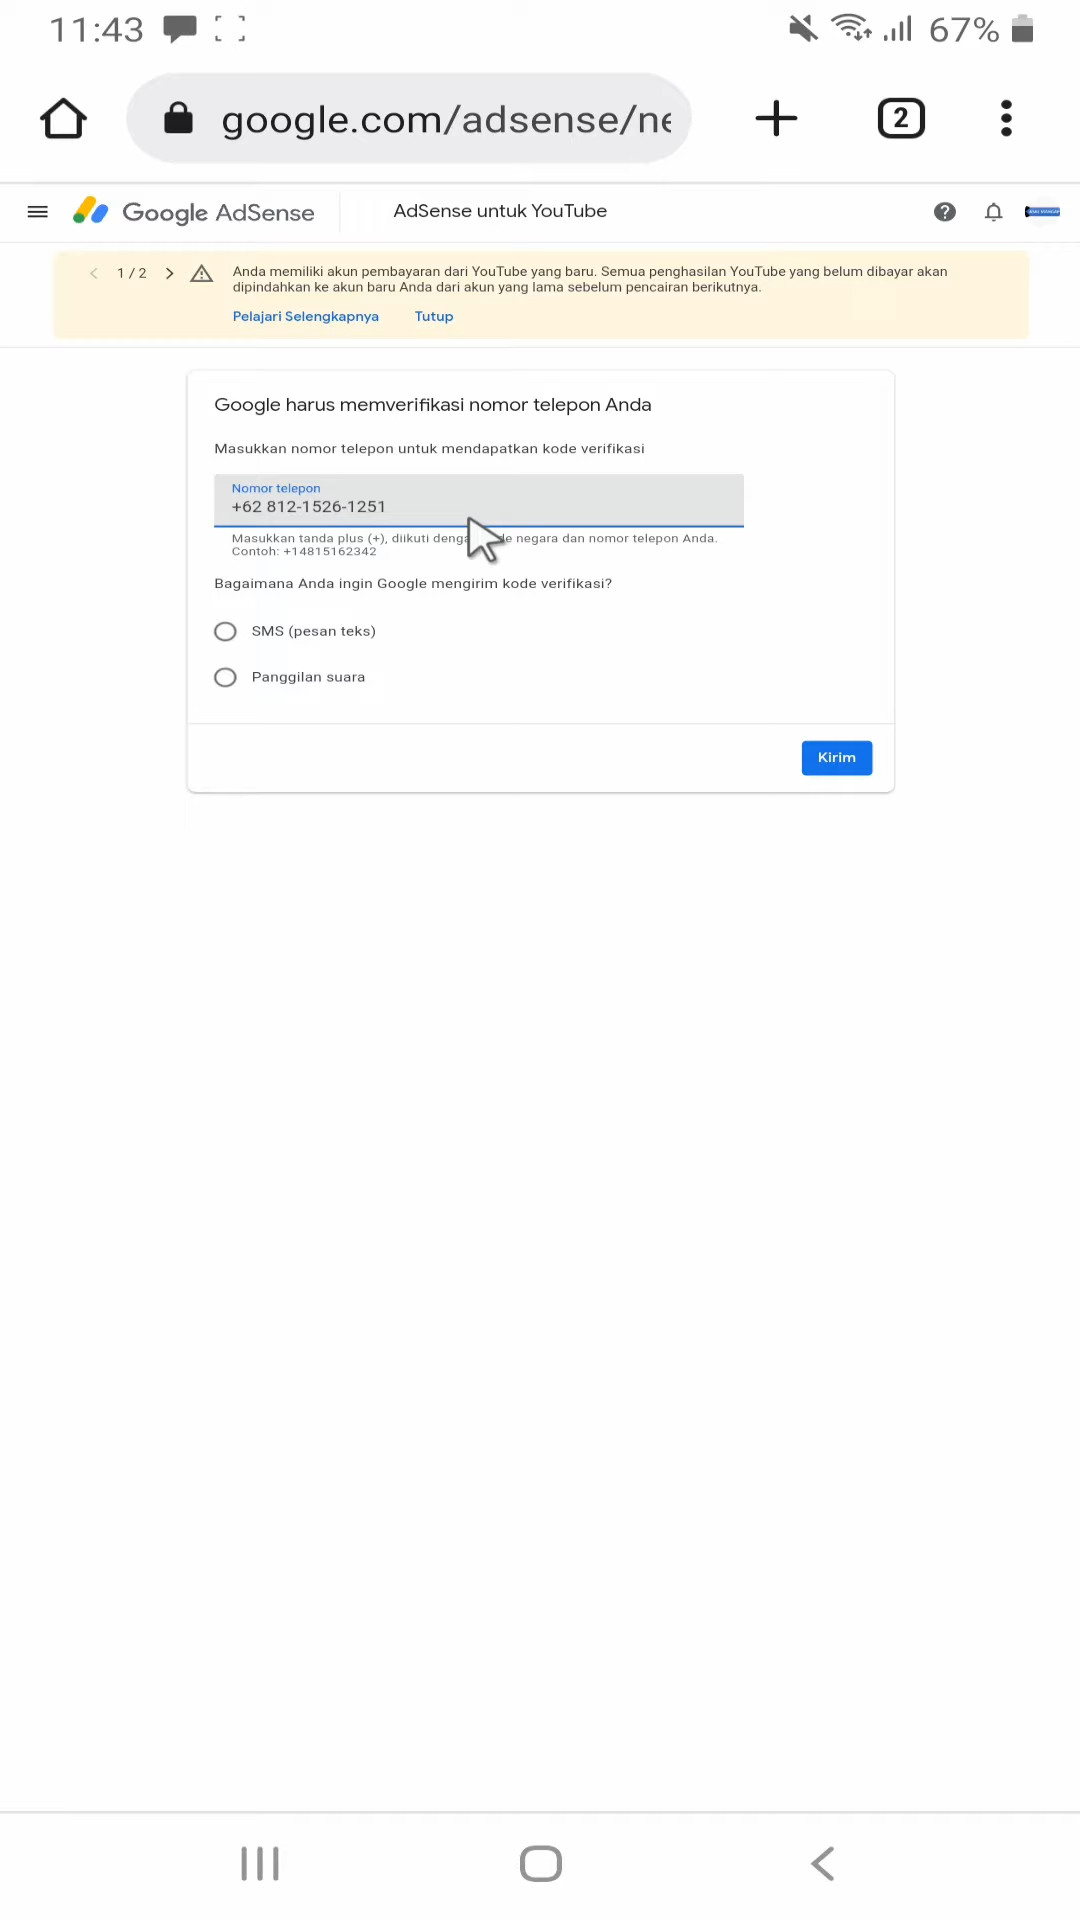 11:43
67%
google.com/adsense/ne
2
Google AdSense
AdSense untuk YouTube
1 / 2
Anda memiliki akun pembayaran dari YouTube yang baru. Semua penghasilan YouTube yang belum dibayar akan
dipindahkan ke akun baru Anda dari akun yang lama sebelum pencairan berikutnya.
Pelajari Selengkapnya Tutup
Google harus memverifikasi nomor telepon Anda
Masukkan nomor telepon untuk mendapatkan kode verifikasi
Nomor telepon
+62 812-1526-1251
Masukkan tanda plus (+), diikuti negara dan nomor telepon Anda.
Contoh: +14815162342
Bagaimana Anda ingin Google mengirim kode verifikasi?
SMS (pesan teks)
Panggilan suara
Kirim